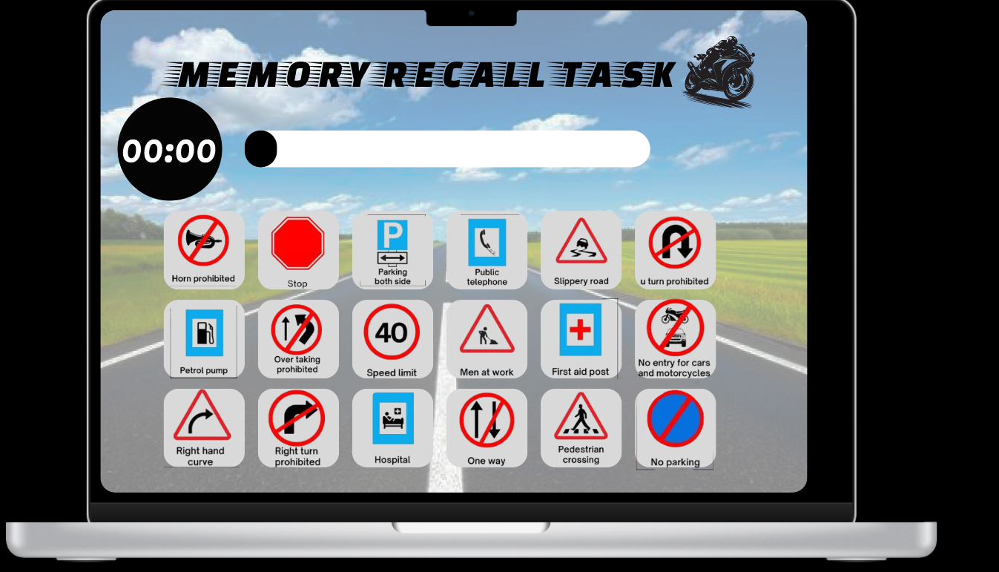 MEMORY RECALL TASK
00:00
Horn prohibited
Stop
P
Parking
both side
Public
telephone
Slippery road
u turn prohibited
Petrol pump
Over taking
prohibited
40
Speed limit
Men at work
First aid post
No entry for cars
and motorcycles
Right hand
curve
Right turn
prohibited
Hospital
One way
Pedestrian
crossing
No parking